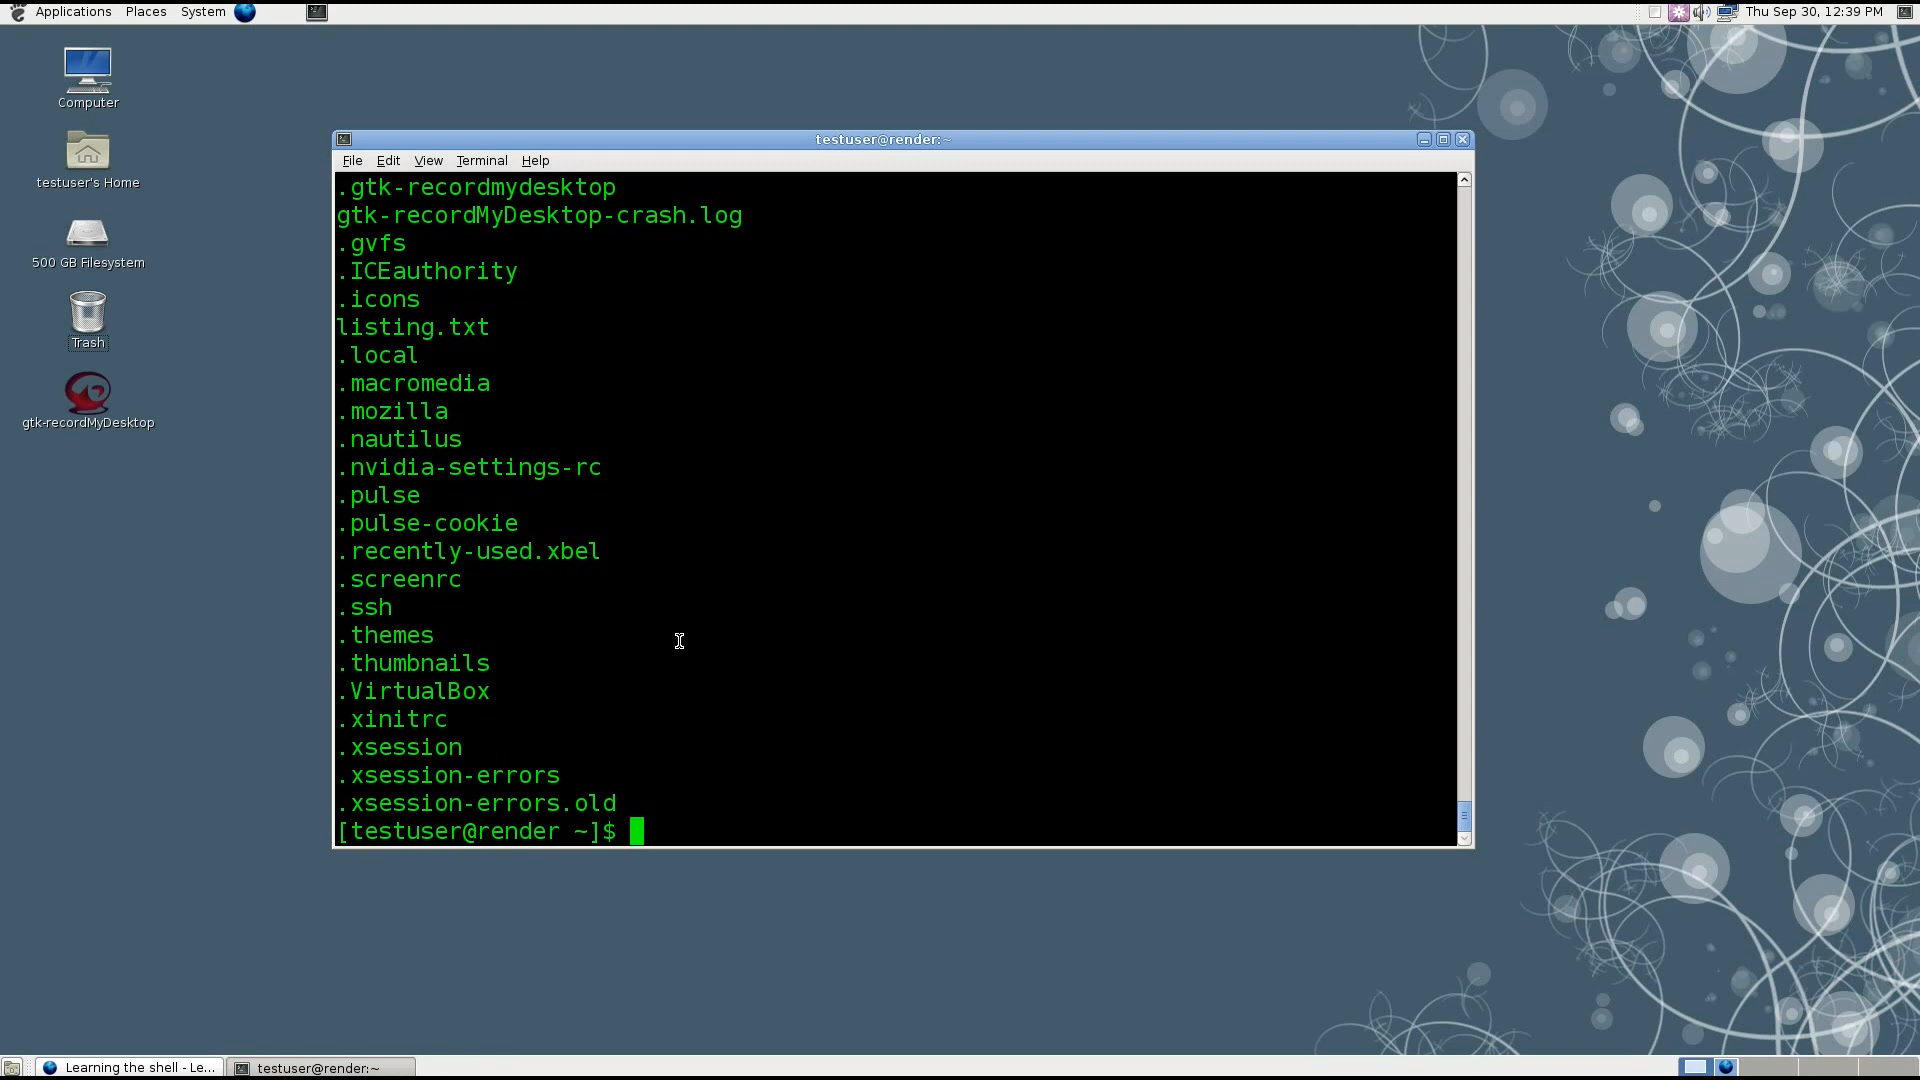 Applications Places System
Thu Sep 30, 12:39 PM
Computer
testuser's Home
500 GB Filesystem
Trash
gtk-recordMyDesktop
testuser@render:~
File Edit View Terminal Help
.gtk-recordmydesktop
gtk-recordMyDesktop-crash.log
.gvfs
.ICEauthority
.icons
listing.txt
.local
.macromedia
.mozilla
.nautilus
.nvidia-settings-rc
.pulse
.pulse-cookie
.recently-used.xbel
.screenrc
.ssh
.themes
.thumbnails
.VirtualBox
.xinitrc
.xsession
.xsession-errors
.xsession-errors.old
[testuser@render ~]$
Learning the shell - Le...
testuser@render:~